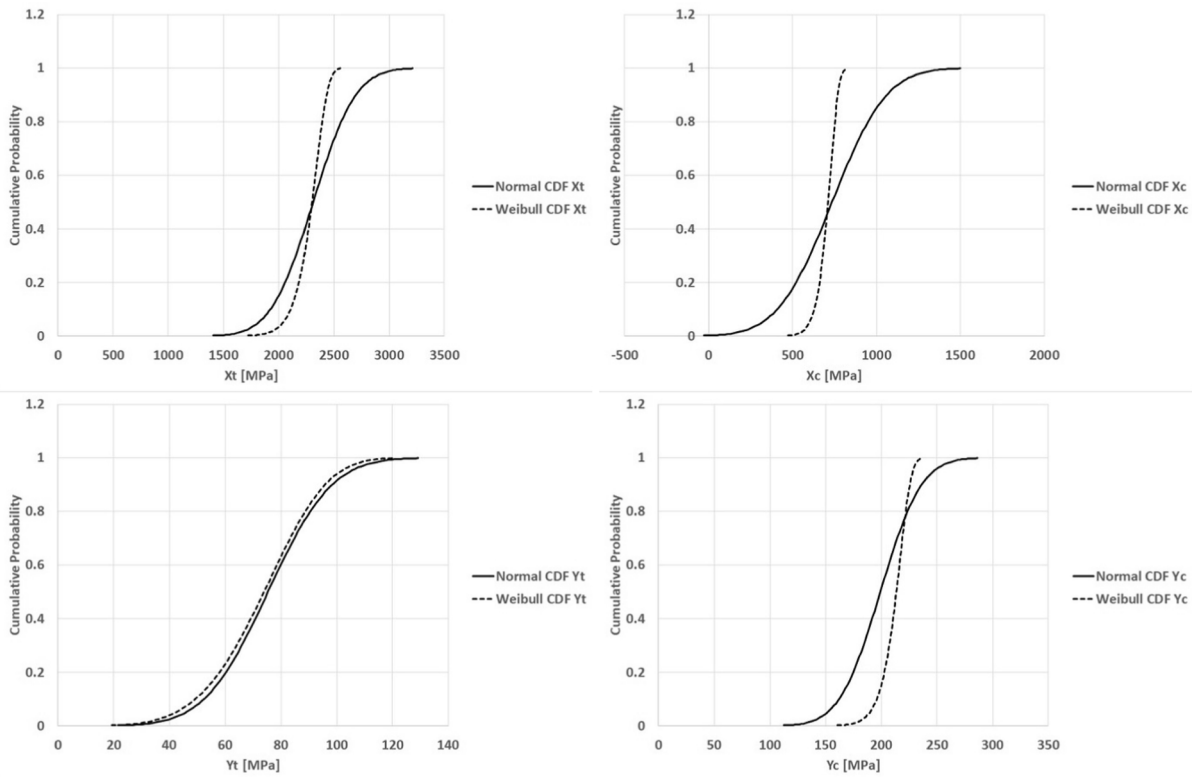 1.2
1
0.8
0.6
0.4
0.2
0
Cumulative Probability
0 500 1000 1500 2000 2500 3000 3500
Xt [MPa]
Normal CDF Xt
Weibull CDF Xt
1.2
1
0.8
0.6
0.4
0.2
0
Cumulative Probability
-500 0 500 1000 1500 2000
Xc [MPa]
Normal CDF Xc
Weibull CDF Xc
1.2
1
0.8
0.6
0.4
0.2
0
Cumulative Probability
0 20 40 60 80 100 120 140
Yt [MPa]
Normal CDF Yt
Weibull CDF Yt
1.2
1
0.8
0.6
0.4
0.2
0
Cumulative Probability
0 50 100 150 200 250 300 350
Yc [MPa]
Normal CDF Yc
Weibull CDF Yc